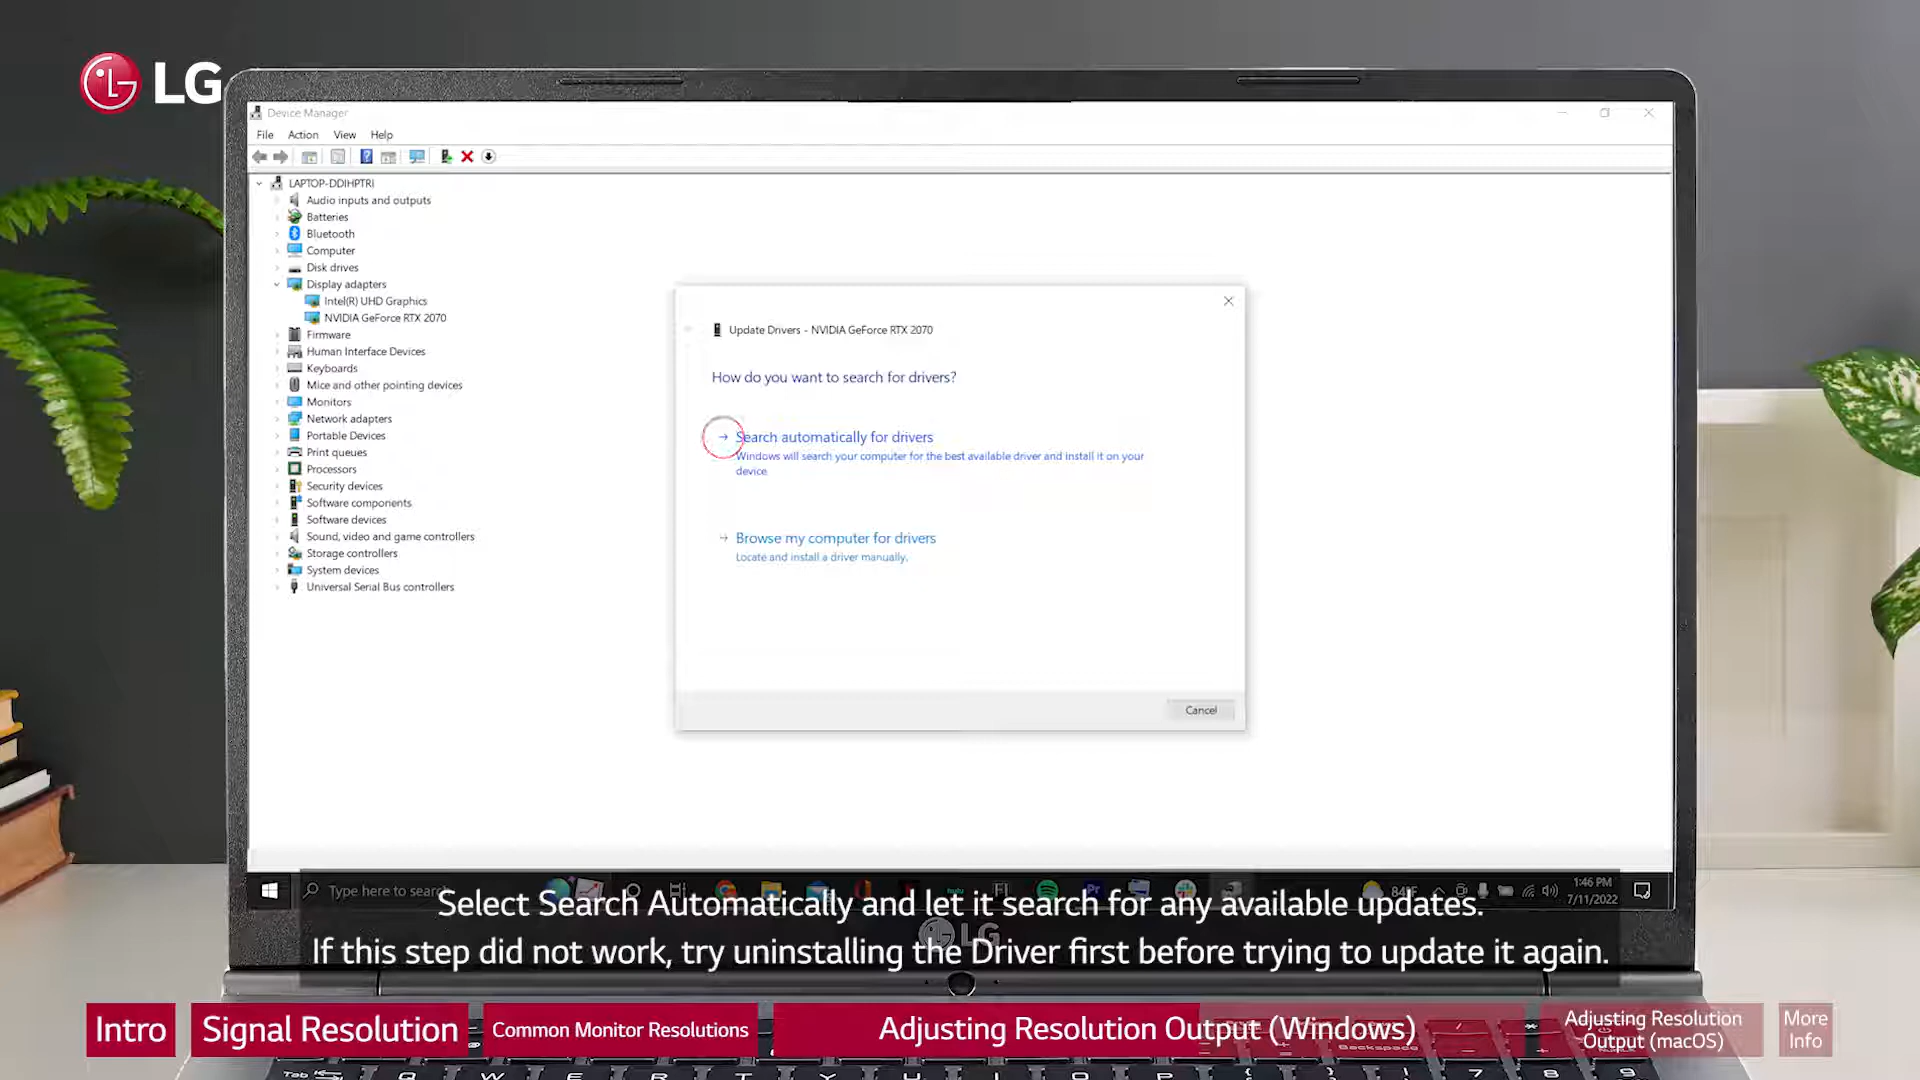 LG
Device Manager
File Action View Help
LAPTOP-DDIHPTRI
Audio inputs and outputs
Batteries
Bluetooth
Computer
Disk drives
Display adapters
Intel(R) UHD Graphics
NVIDIA GeForce RTX 2070
Firmware
Human Interface Devices
Keyboards
Mice and other pointing devices
Monitors
Network adapters
Portable Devices
Print queues
Processors
Security devices
Software components
Software devices
Sound, video and game controllers
Storage controllers
System devices
Universal Serial Bus controllers
Update Drivers - NVIDIA GeForce RTX 2070
How do you want to search for drivers?
Search automatically for drivers
Windows will search your computer for the best available driver and install it on your
device.
Browse my computer for drivers
Locate and install a driver manually.
Cancel
Type here to search
84°F
1:46 PM
7/11/2022
Select Search Automatically and let it search for any available updates.
LG
If this step did not work, try uninstalling the Driver first before trying to update it again.
Intro
Signal Resolution
Common Monitor Resolutions
Adjusting Resolution Output (Windows)
Adjusting Resolution
Output (macOS)
More
Info
Backspace
Tab Q W E R T Y U I O P 7 8 9